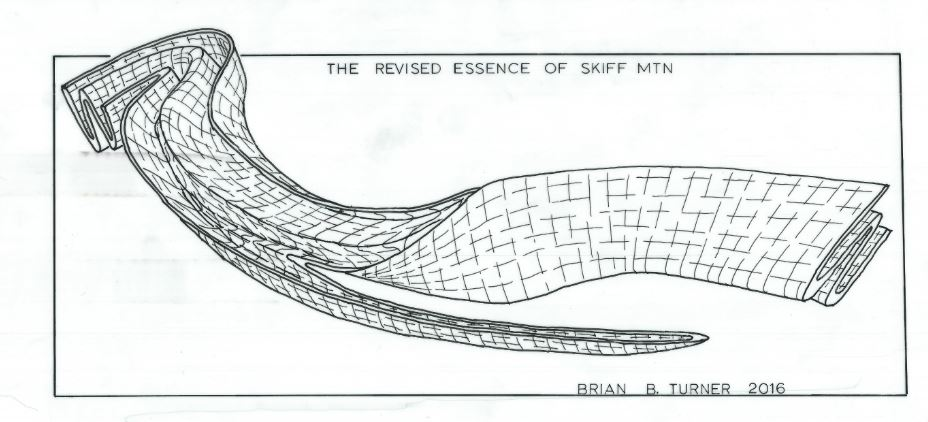 THE REVISED ESSENCE OF SKIFF MTN
BRIAN B. TURNER 2016